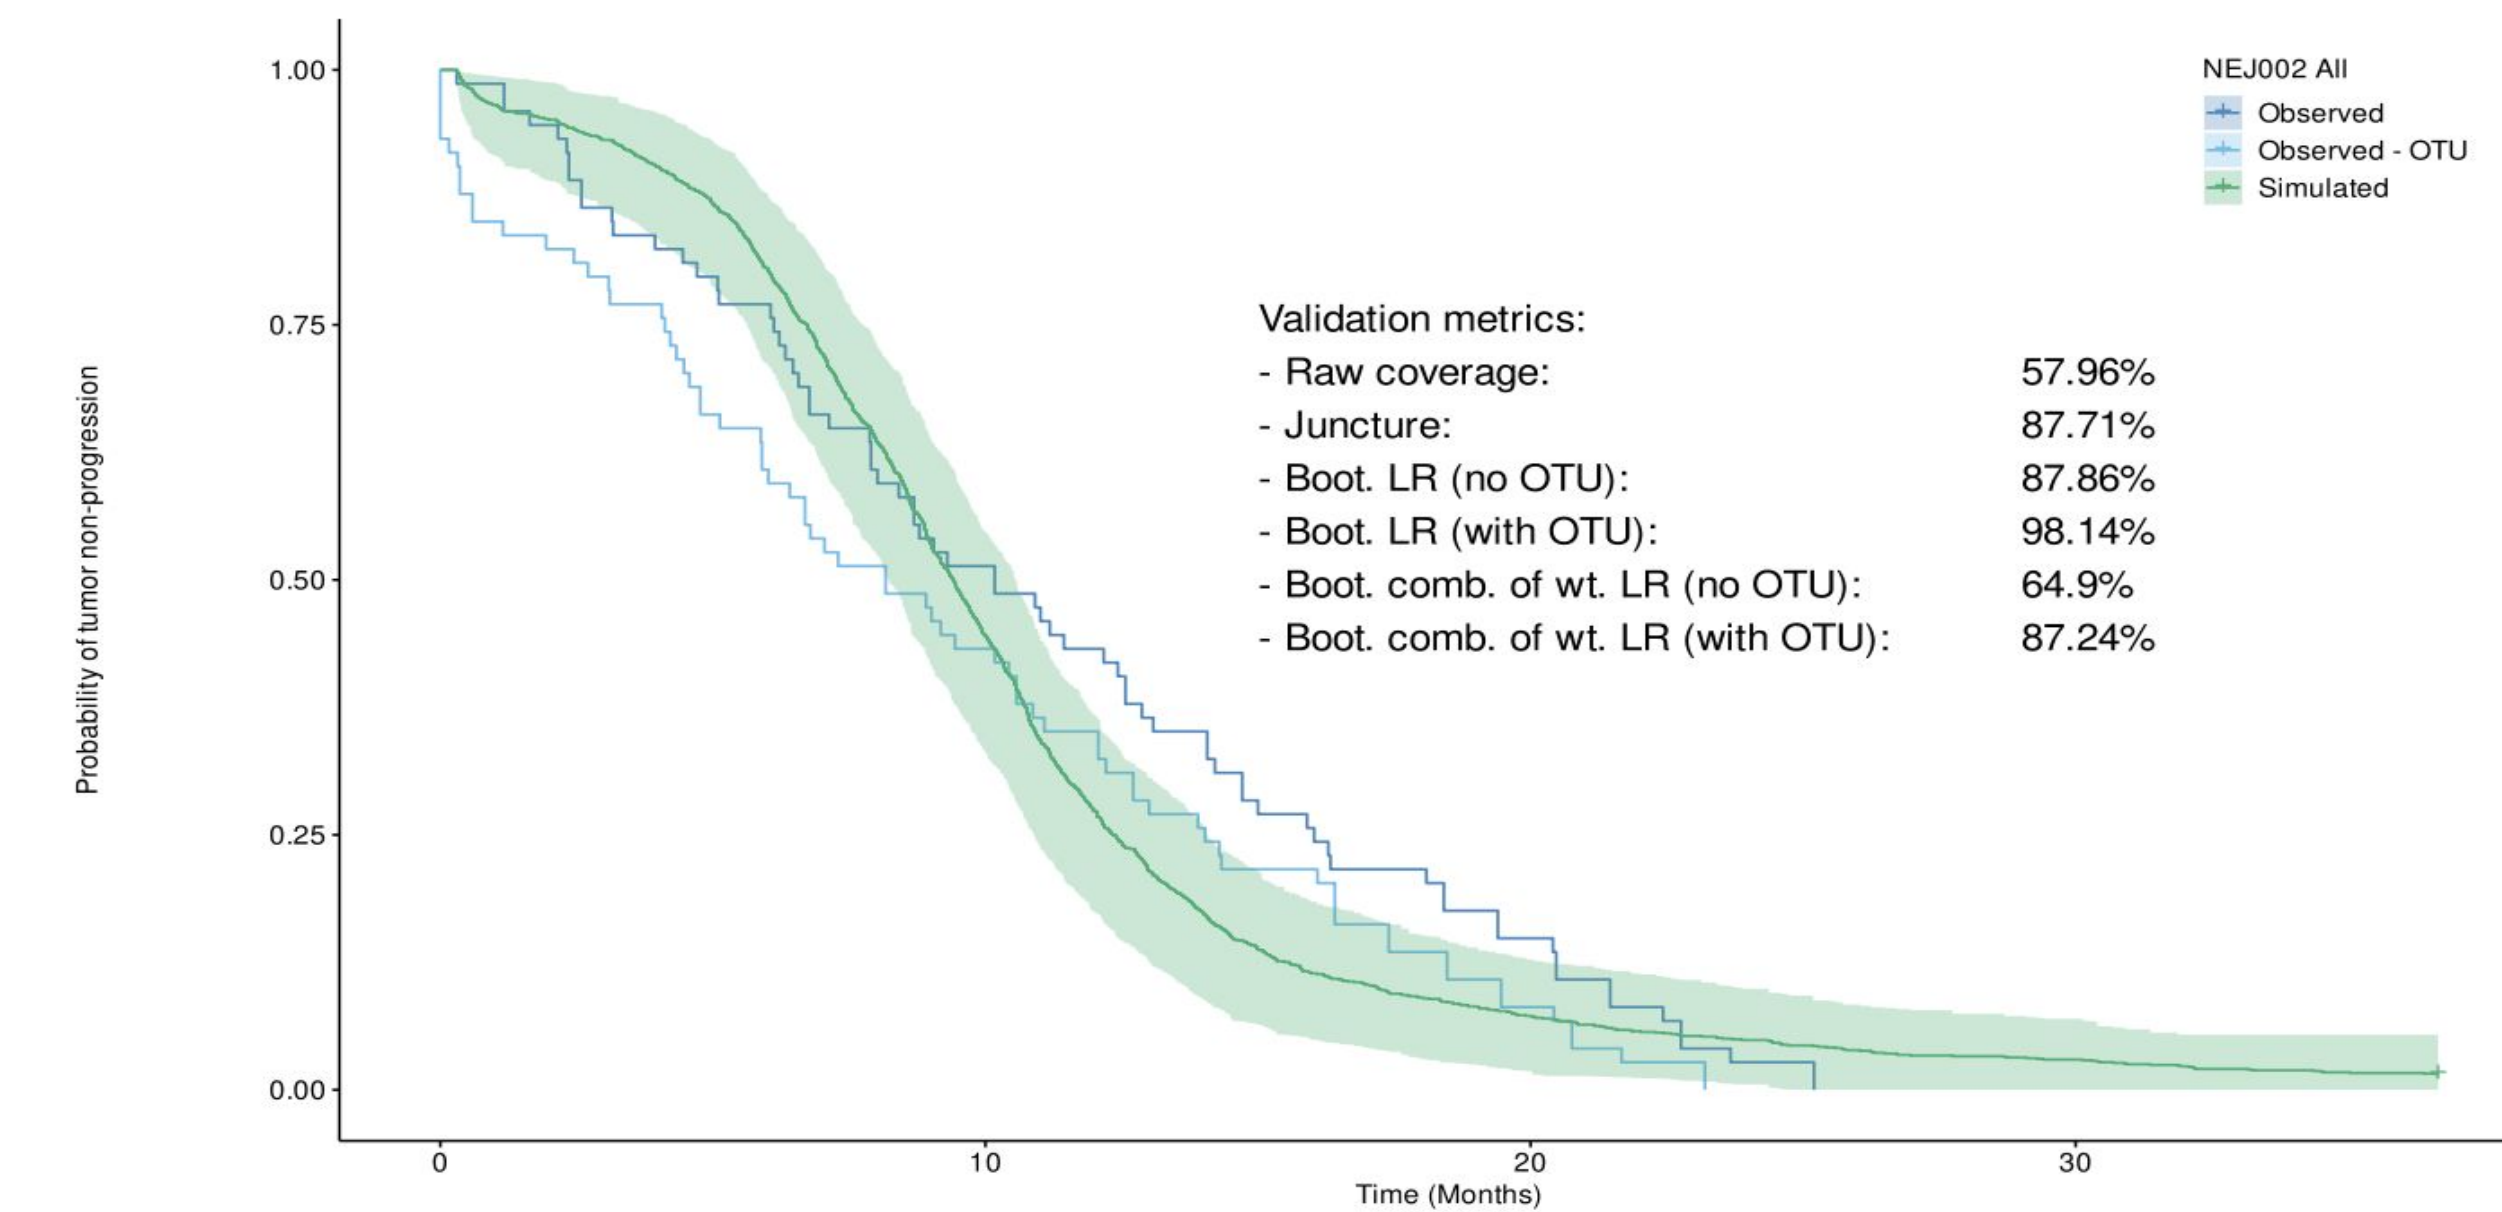 NEJ002 All
Observed
Observed - OTU
Simulated
Probability of tumor non-progression
1.00
0.75
0.50
0.25
0.00
Validation metrics:
- Raw coverage: 57.96%
- Juncture: 87.71%
- Boot. LR (no OTU): 87.86%
- Boot. LR (with OTU): 98.14%
- Boot. comb. of wt. LR (no OTU): 64.9%
- Boot. comb. of wt. LR (with OTU): 87.24%
0 10 20 30
Time (Months)